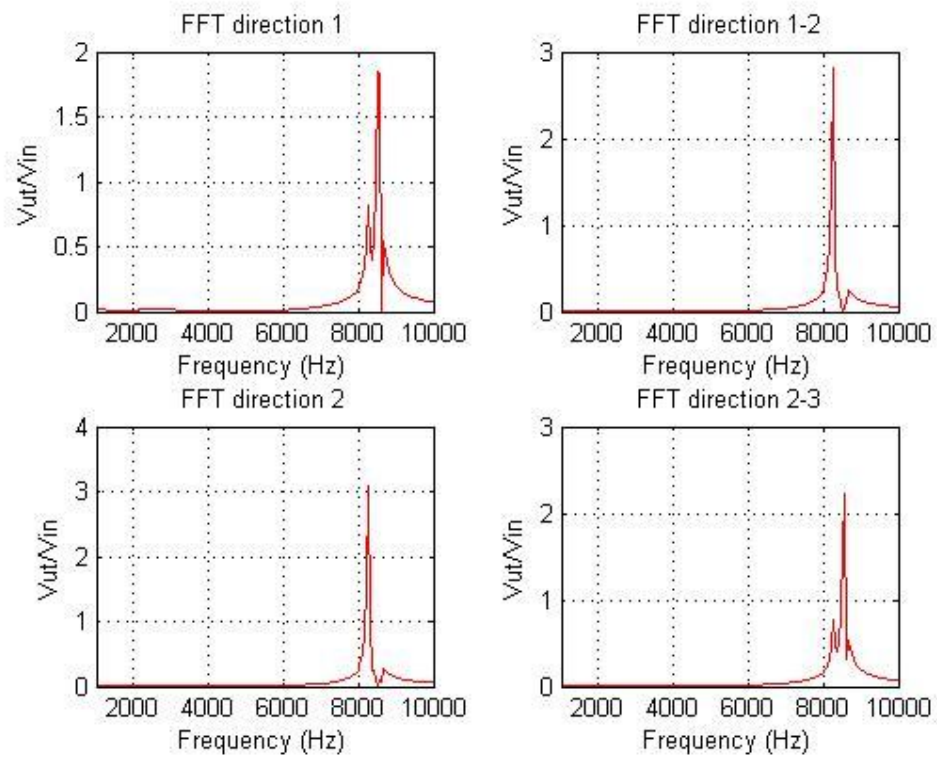 FFT direction 1
2
1.5
1
0.5
0
Vut/Vin
2000 4000 6000 8000 10000
Frequency (Hz)
FFT direction 1-2
3
2
1
0
Vut/Vin
2000 4000 6000 8000 10000
Frequency (Hz)
FFT direction 2
4
3
2
1
0
Vut/Vin
2000 4000 6000 8000 10000
Frequency (Hz)
FFT direction 2-3
3
2
1
0
Vut/Vin
2000 4000 6000 8000 10000
Frequency (Hz)